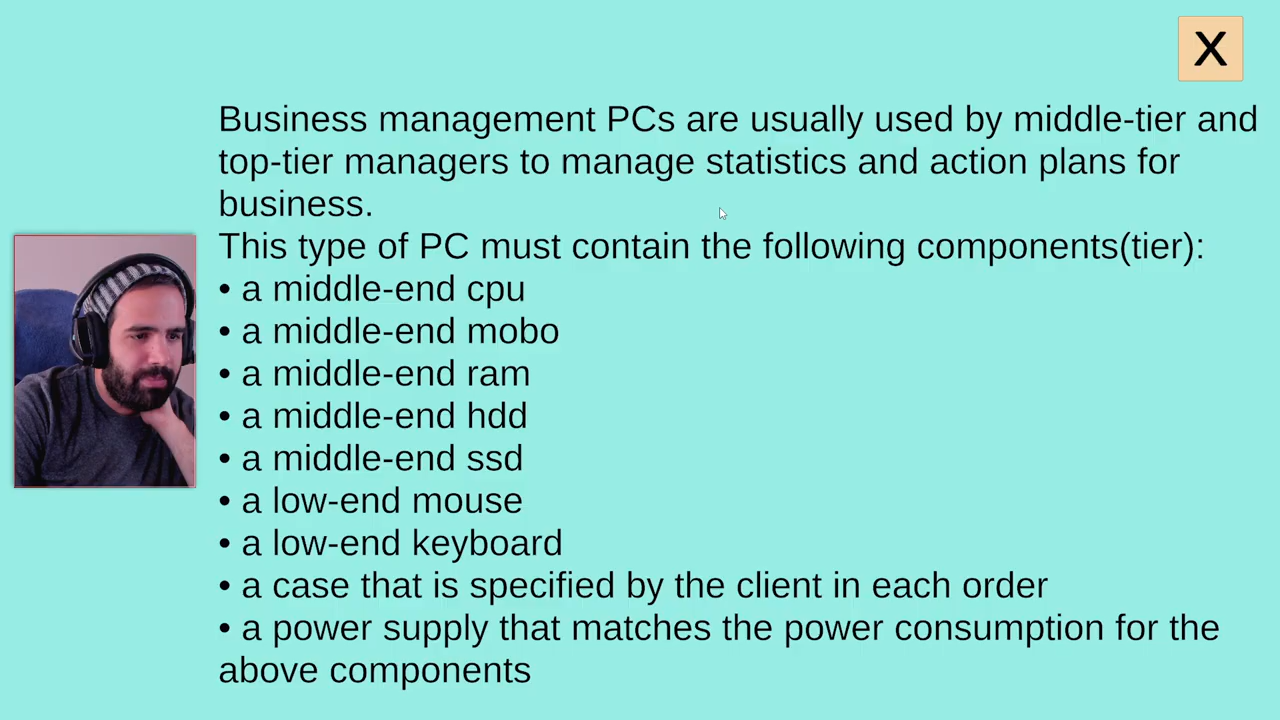 X
Business management PCs are usually used by middle-tier and
top-tier managers to manage statistics and action plans for
business.
This type of PC must contain the following components(tier):
• a middle-end cpu
• a middle-end mobo
• a middle-end ram
• a middle-end hdd
• a middle-end ssd
• a low-end mouse
• a low-end keyboard
• a case that is specified by the client in each order
• a power supply that matches the power consumption for the
above components